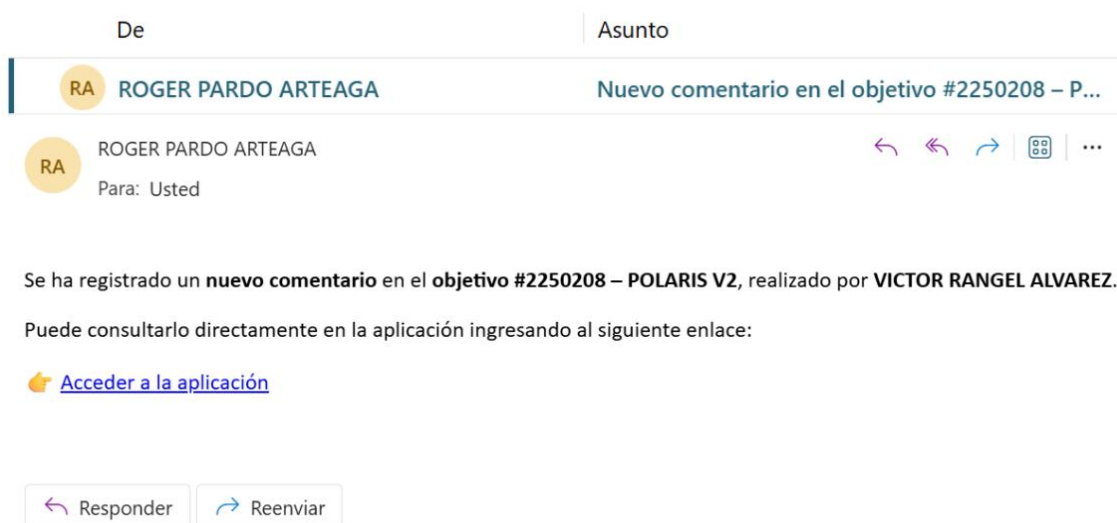 De Asunto
RA ROGER PARDO ARTEAGA Nuevo comentario en el objetivo #2250208 – P...
RA ROGER PARDO ARTEAGA
Para: Usted
Se ha registrado un nuevo comentario en el objetivo #2250208 – POLARIS V2, realizado por VICTOR RANGEL ALVAREZ.
Puede consultarlo directamente en la aplicación ingresando al siguiente enlace:
👉 Acceder a la aplicación
Responder Reenviar